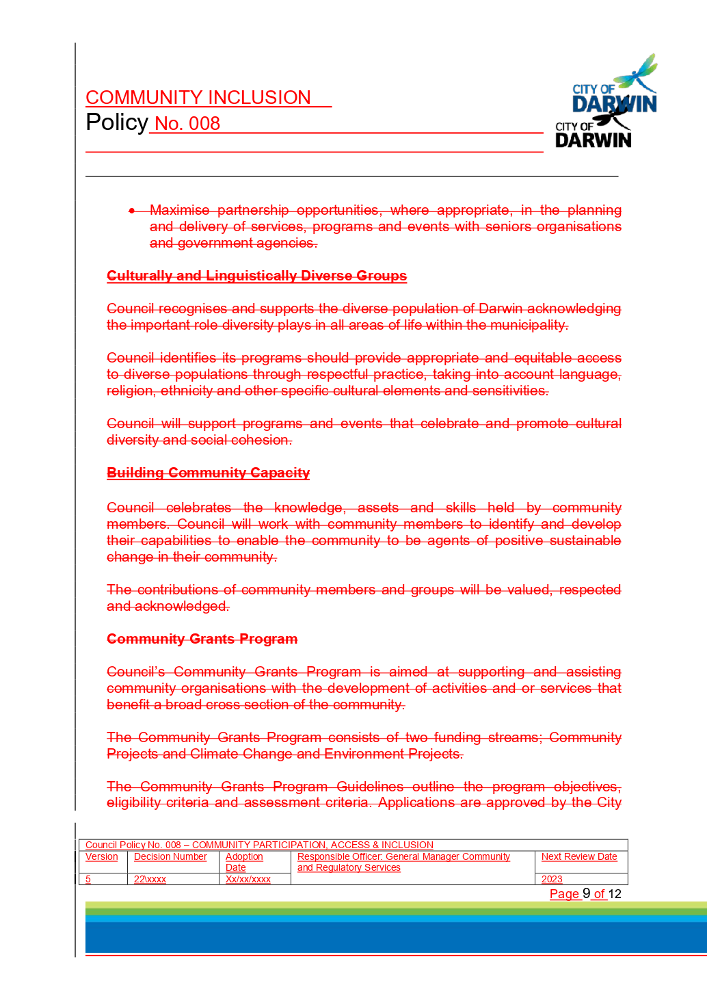 COMMUNITY INCLUSION
Policy No. 008
CITY OF
DARWIN
CITY OF
DARWIN
• Maximise partnership opportunities, where appropriate, in the planning
and delivery of services, programs and events with seniors organisations
and government agencies.
Culturally and Linguistically Diverse Groups
Council recognises and supports the diverse population of Darwin acknowledging
the important role diversity plays in all areas of life within the municipality.
Council identifies its programs should provide appropriate and equitable access
to diverse populations through respectful practice, taking into account language,
religion, ethnicity and other specific cultural elements and sensitivities.
Council will support programs and events that celebrate and promote cultural
diversity and social cohesion.
Building Community Capacity
Council celebrates the knowledge, assets and skills held by community
members. Council will work with community members to identify and develop
their capabilities to enable the community to be agents of positive sustainable
change in their community.
The contributions of community members and groups will be valued, respected
and acknowledged.
Community Grants Program
Council’s Community Grants Program is aimed at supporting and assisting
community organisations with the development of activities and or services that
benefit a broad cross section of the community.
The Community Grants Program consists of two funding streams; Community
Projects and Climate Change and Environment Projects.
The Community Grants Program Guidelines outline the program objectives,
eligibility criteria and assessment criteria. Applications are approved by the City
Council Policy No. 008 – COMMUNITY PARTICIPATION, ACCESS & INCLUSION
Version Decision Number Adoption Responsible Officer: General Manager Community Next Review Date
Date and Regulatory Services
5 22\xxxx Xx/xx/xxxx 2023
Page 9 of 12